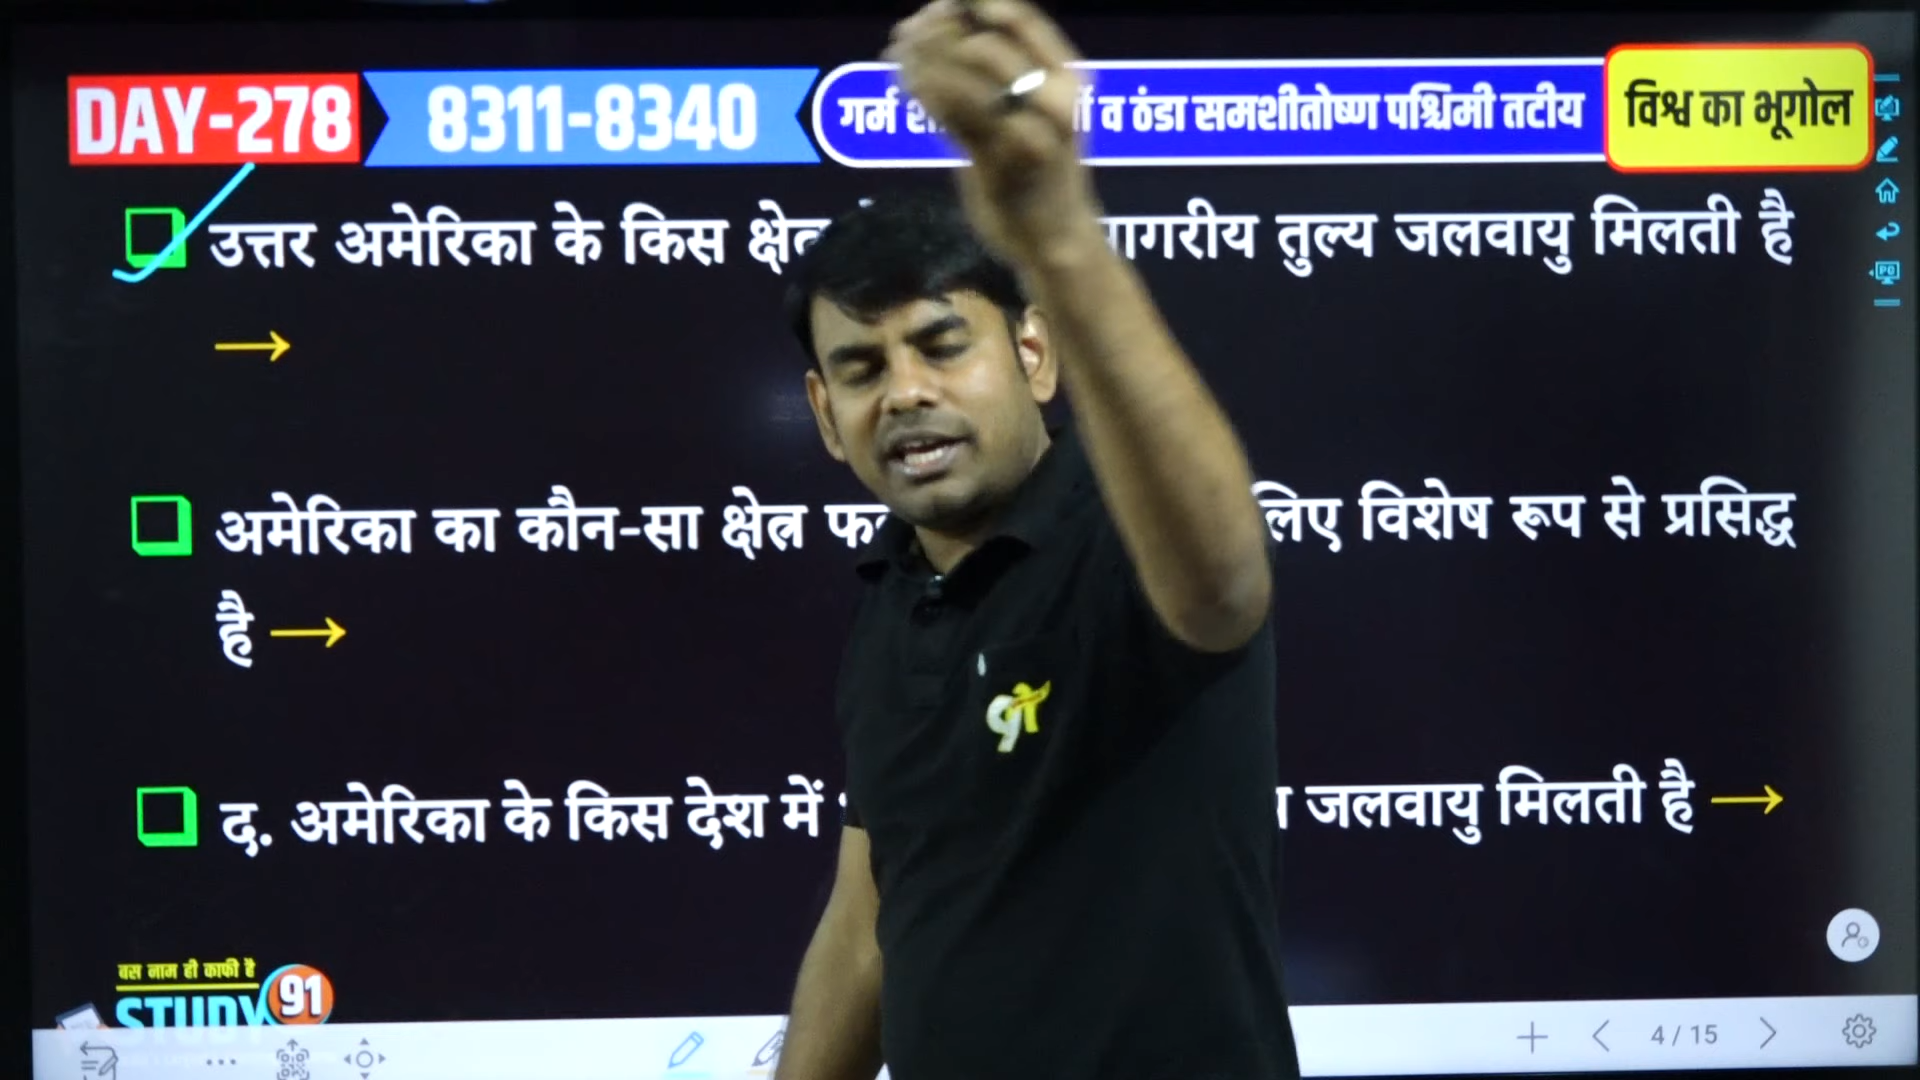 DAY-278
8311-8340
गर्म व ठंडा समशीतोष्ण पश्चिमी तटीय
विश्व का भूगोल
उत्तर अमेरिका के किस तुल्य जलवायु मिलती है
→
अमेरिका का कौन-सा क्षेत्र लिए विशेष रूप से प्रसिद्ध
है →
द. अमेरिका के किस देश में जलवायु मिलती है →
बस नाम ही काफी है
STUDY 91
4 / 15